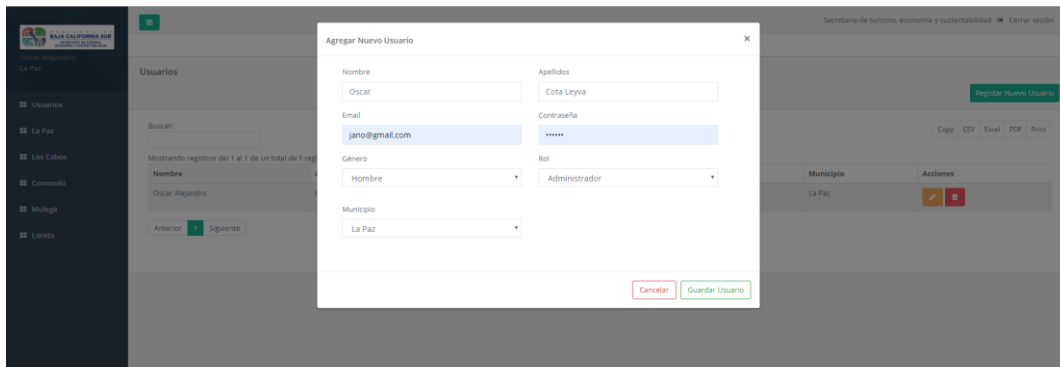 BAJA CALIFORNIA SUR
Oscar Alejandro
La Paz
Usuarios
La Paz
Los Cabos
Comondú
Mulegé
Loreto
Secretaria de turismo, economía y sustentabilidad Cerrar sesión
Usuarios
Registar Nuevo Usuario
Buscar:
Copy CSV Excel PDF Print
Mostrando registros del 1 al 1 de un total de 1
Nombre Municipio Acciones
Oscar Alejandro La Paz
Anterior 1 Siguiente
Agregar Nuevo Usuario ×
Nombre Apellidos
Oscar Cota Leyva
Email Contraseña
jano@gmail.com ••••••
Género Rol
Hombre Administrador
Municipio
La Paz
Cancelar Guardar Usuario